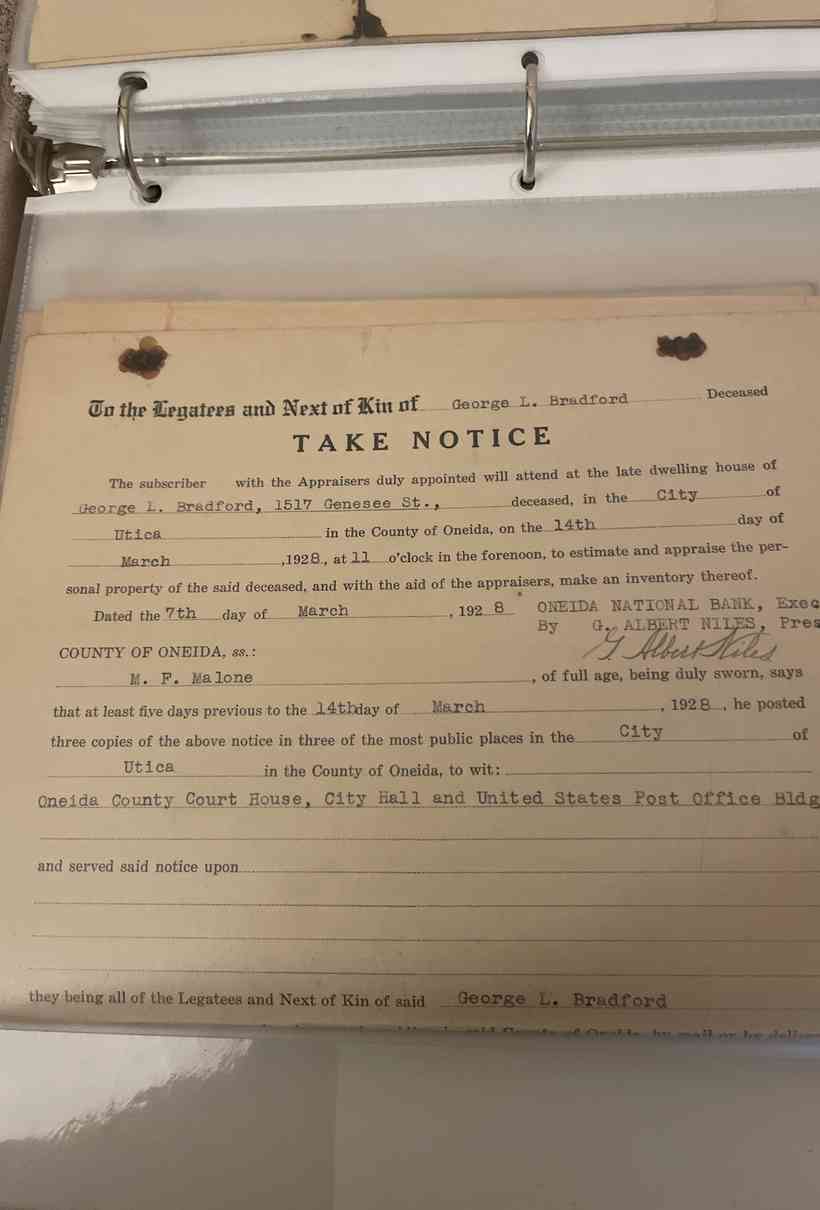 To the Legatees and Next of Kin of George L. Bradford Deceased
TAKE NOTICE
The subscriber with the Appraisers duly appointed will attend at the late dwelling house of
George L. Bradford, 1517 Genesee St., deceased, in the City of
Utica in the County of Oneida, on the 14th day of
March ,1928, at 11 o'clock in the forenoon, to estimate and appraise the per-
sonal property of the said deceased, and with the aid of the appraisers, make an inventory thereof.
Dated the 7th day of March , 1928 ONEIDA NATIONAL BANK, Exec
By G. ALBERT NILES, Pres
G Albert Niles
COUNTY OF ONEIDA, ss.:
M. F. Malone , of full age, being duly sworn, says
that at least five days previous to the 14th day of March , 1928, he posted
three copies of the above notice in three of the most public places in the City of
Utica in the County of Oneida, to wit:
Oneida County Court House, City Hall and United States Post Office Bldg
and served said notice upon
they being all of the Legatees and Next of Kin of said George L. Bradford